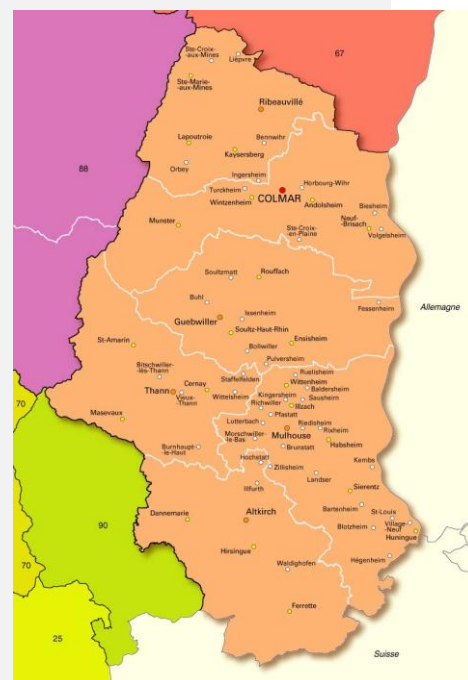 67
Ste-Croix-
aux-Mines
Lièpvre
Ste-Marie-
-aux-Mines
Ribeauvillé
Lapoutroie
Bennwihr
Kaysersberg
88
Orbey
Ingersheim
Turckheim
Horbourg-Wihr
COLMAR
Wintzenheim
Andolsheim
Biesheim
Munster
Neuf-
Brisach
Volgelsheim
Ste-Croix
-en-Plaine
Soultzmatt
Rouffach
Buhl
Fessenheim
Allemagne
Issenheim
Guebwiller
Soultz-Haut-Rhin
St-Amarin
Ensisheim
Bollwiller
Pulversheim
Bitschwiller-
lès-Thann
Staffelfelden
Ruelisheim
Wittenheim
Baldersheim
Cernay
Thann
Vieux-
Thann
Wittelsheim
Kingersheim
Sausheim
Richwiller
Illzach
Pfastatt
70
Masevaux
Lutterbach
Riedisheim
Rixheim
Morschwiller
-le-Bas
Mulhouse
Habsheim
Burnhaupt-
le-Haut
Brunstatt
Hochstatt
Zillisheim
Kembs
Landser
Illfurth
Sierentz
90
Dannemarie
Altkirch
Bartenheim
St-Louis
Village
-Neuf
Blotzheim
Huningue
Hirsingue
Hégenheim
70
Waldighofen
25
Ferrette
Suisse